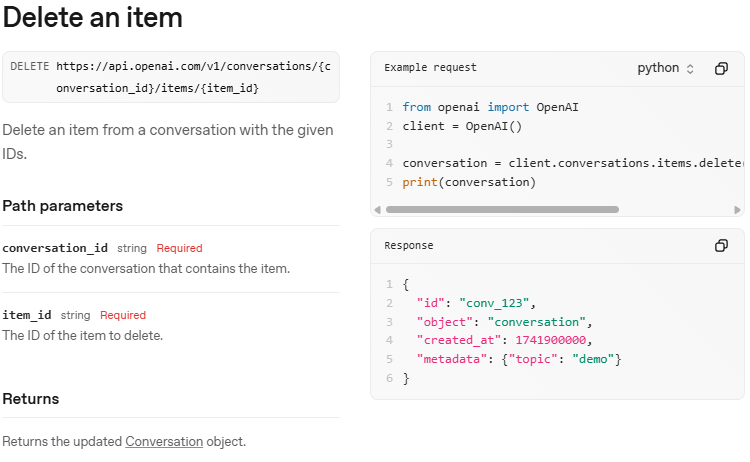 Delete an item
DELETE https://api.openai.com/v1/conversations/{c
onversation_id}/items/{item_id}
Delete an item from a conversation with the given
IDs.
Path parameters
conversation_id string Required
The ID of the conversation that contains the item.
item_id string Required
The ID of the item to delete.
Returns
Returns the updated Conversation object.
Example request
python
1 from openai import OpenAI
2 client = OpenAI()
3
4 conversation = client.conversations.items.delete(
5 print(conversation)
Response
1 {
2   "id": "conv_123",
3   "object": "conversation",
4   "created_at": 1741900000,
5   "metadata": {"topic": "demo"}
6 }